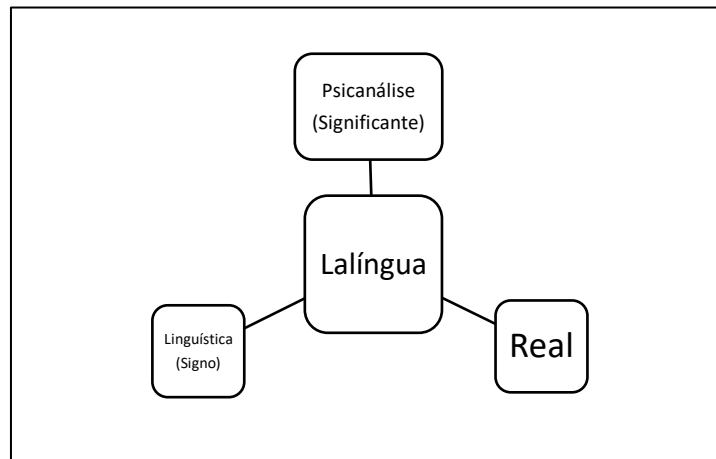 Psicanálise
(Significante)
Lalíngua
Linguística
(Signo)
Real